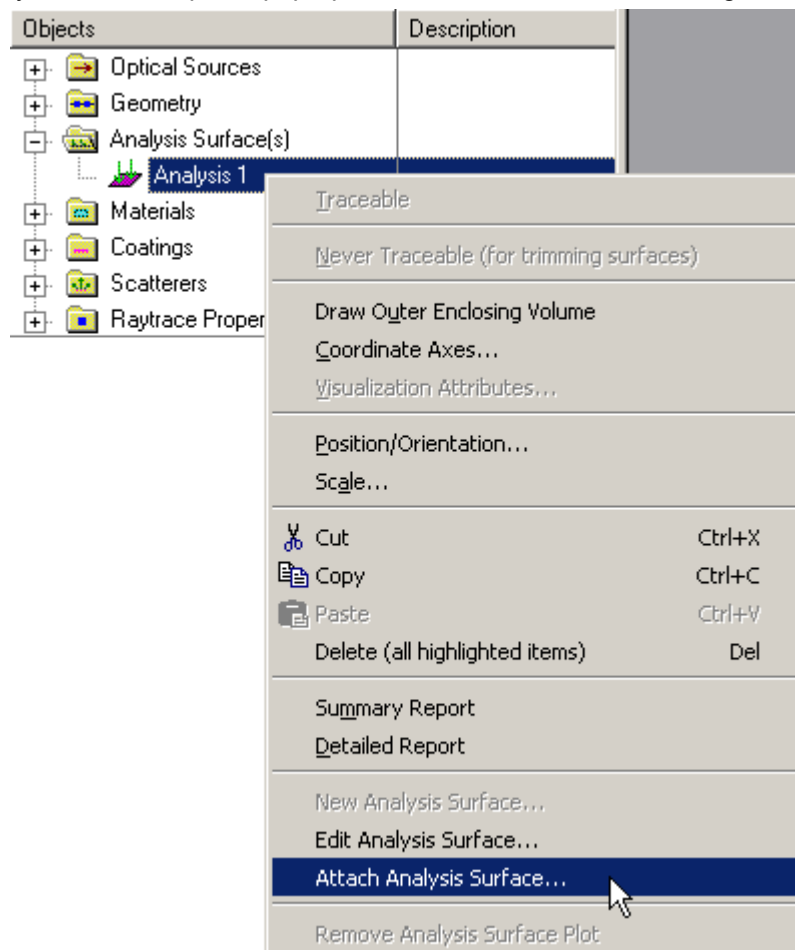 Objects Description
Optical Sources
Geometry
Analysis Surface(s)
Analysis 1
Materials
Coatings
Scatterers
Raytrace Proper
Traceable
Never Traceable (for trimming surfaces)
Draw Outer Enclosing Volume
Coordinate Axes...
Visualization Attributes...
Position/Orientation...
Scale...
Cut Ctrl+X
Copy Ctrl+C
Paste Ctrl+V
Delete (all highlighted items) Del
Summary Report
Detailed Report
New Analysis Surface...
Edit Analysis Surface...
Attach Analysis Surface...
Remove Analysis Surface Plot